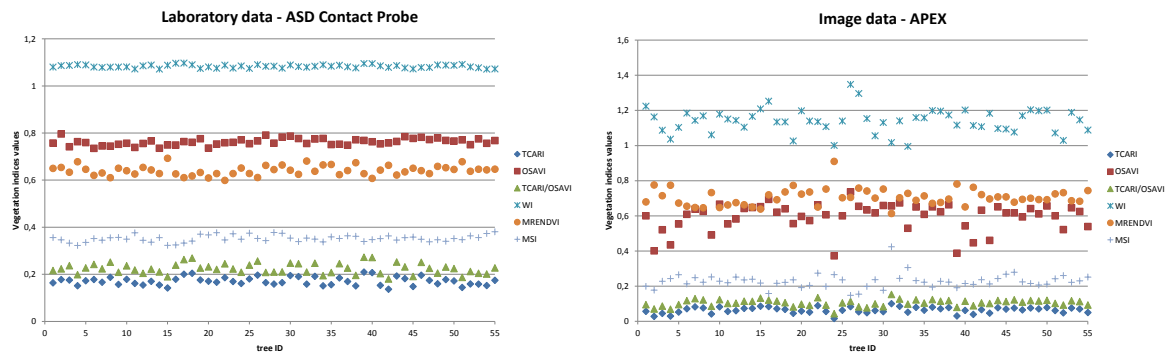 Laboratory data - ASD Contact Probe
Vegetation indices values
1,2
1
0,8
0,6
0,4
0,2
0
0 5 10 15 20 25 30 35 40 45 50 55
tree ID
TCARI
OSAVI
TCARI/OSAVI
WI
MRENDVI
MSI
Image data - APEX
Vegetation indices values
1,6
1,4
1,2
1
0,8
0,6
0,4
0,2
0
0 5 10 15 20 25 30 35 40 45 50 55
tree ID
TCARI
OSAVI
TCARI/OSAVI
WI
MRENDVI
MSI